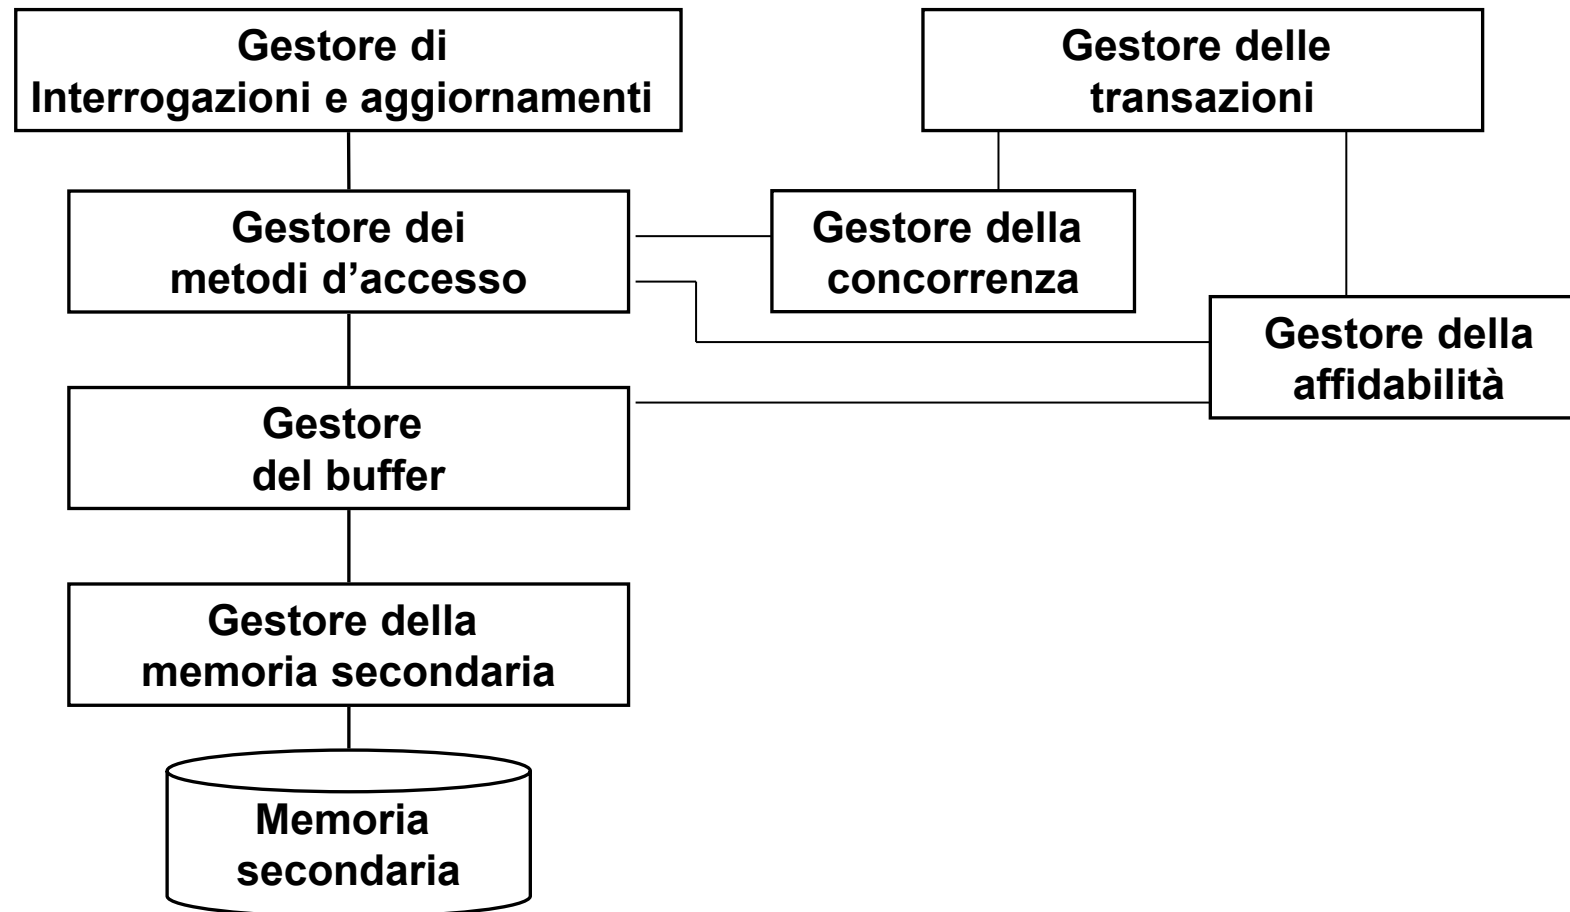 Gestore di
Interrogazioni e aggiornamenti
Gestore delle
transazioni
Gestore dei
metodi d’accesso
Gestore della
concorrenza
Gestore della
affidabilità
Gestore
del buffer
Gestore della
memoria secondaria
Memoria
secondaria